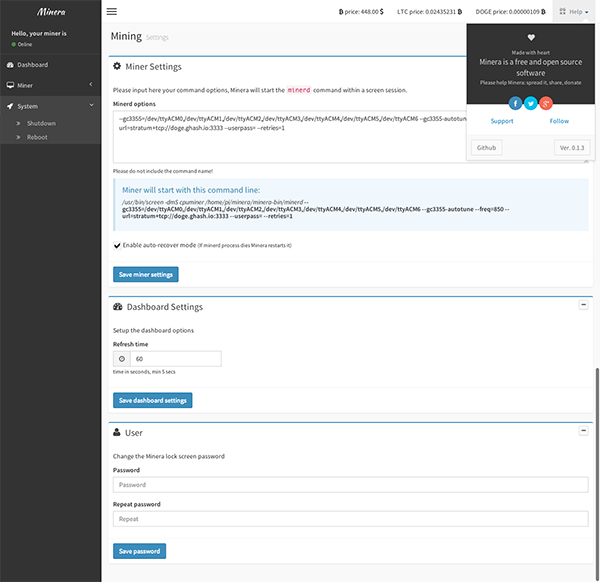 Minera
฿ price: 448.00 $
LTC price: 0.02435231 ฿
DOGE price: 0.00000109 ฿
Help
Hello, your miner is
Online
Dashboard
Miner
System
Shutdown
Reboot
Made with heart
Minera is a free and open source
software
Please help Minera: spread it, share, donate
Support
Follow
Github
Ver. 0.1.3
Mining Settings
Miner Settings
Please input here your command options, Minera will start the minerd command within a screen session.
Minerd options
--gc3355=/dev/ttyACM0,/dev/ttyACM1,/dev/ttyACM2,/dev/ttyACM3,/dev/ttyACM4,/dev/ttyACM5,/dev/ttyACM6 --gc3355-autotune
url=stratum+tcp://doge.ghash.io:3333 --userpass= --retries=1
Please do not include the command name!
Miner will start with this command line:
/usr/bin/screen -dmS cpuminer /home/pi/minera/minera-bin/minerd --
gc3355=/dev/ttyACM0,/dev/ttyACM1,/dev/ttyACM2,/dev/ttyACM3,/dev/ttyACM4,/dev/ttyACM5,/dev/ttyACM6 --gc3355-autotune --freq=850 --
url=stratum+tcp://doge.ghash.io:3333 --userpass= --retries=1
Enable auto-recover mode (If minerd process dies Minera restarts it)
Save miner settings
Dashboard Settings
Setup the dashboard options
Refresh time
60
time in seconds, min 5 secs
Save dashboard settings
User
Change the Minera lock screen password
Password
Password
Repeat password
Repeat
Save password